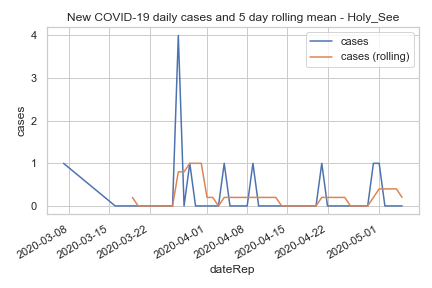 New COVID-19 daily cases and 5 day rolling mean - Holy_See
cases
cases (rolling)
cases
4
3
2
1
0
2020-03-08
2020-03-15
2020-03-22
2020-04-01
2020-04-08
2020-04-15
2020-04-22
2020-05-01
dateRep